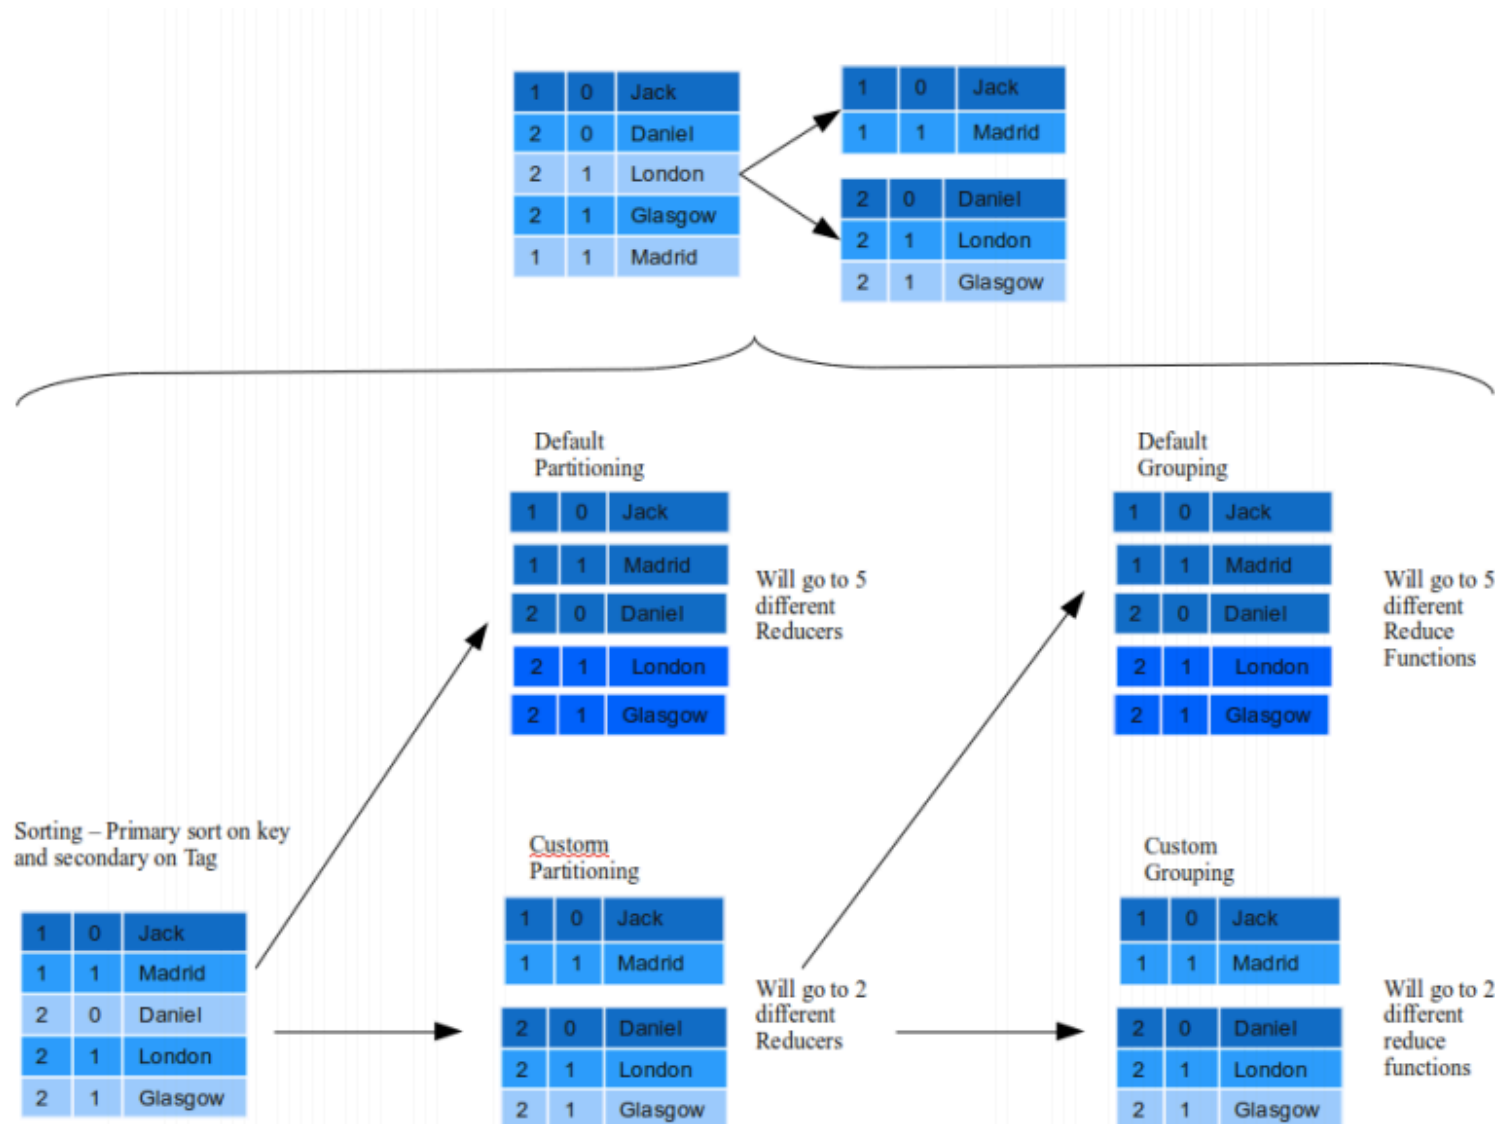 1 0 Jack
2 0 Daniel
2 1 London
2 1 Glasgow
1 1 Madrid
1 0 Jack
1 1 Madrid
2 0 Daniel
2 1 London
2 1 Glasgow
Default
Partitioning
1 0 Jack
1 1 Madrid
2 0 Daniel
2 1 London
2 1 Glasgow
Will go to 5
different
Reducers
Default
Grouping
1 0 Jack
1 1 Madrid
2 0 Daniel
2 1 London
2 1 Glasgow
Will go to 5
different
Reduce
Functions
Sorting – Primary sort on key
and secondary on Tag
1 0 Jack
1 1 Madrid
2 0 Daniel
2 1 London
2 1 Glasgow
Custorm
Partitioning
1 0 Jack
1 1 Madrid
2 0 Daniel
2 1 London
2 1 Glasgow
Will go to 2
different
Reducers
Custom
Grouping
1 0 Jack
1 1 Madrid
2 0 Daniel
2 1 London
2 1 Glasgow
Will go to 2
different
reduce
functions